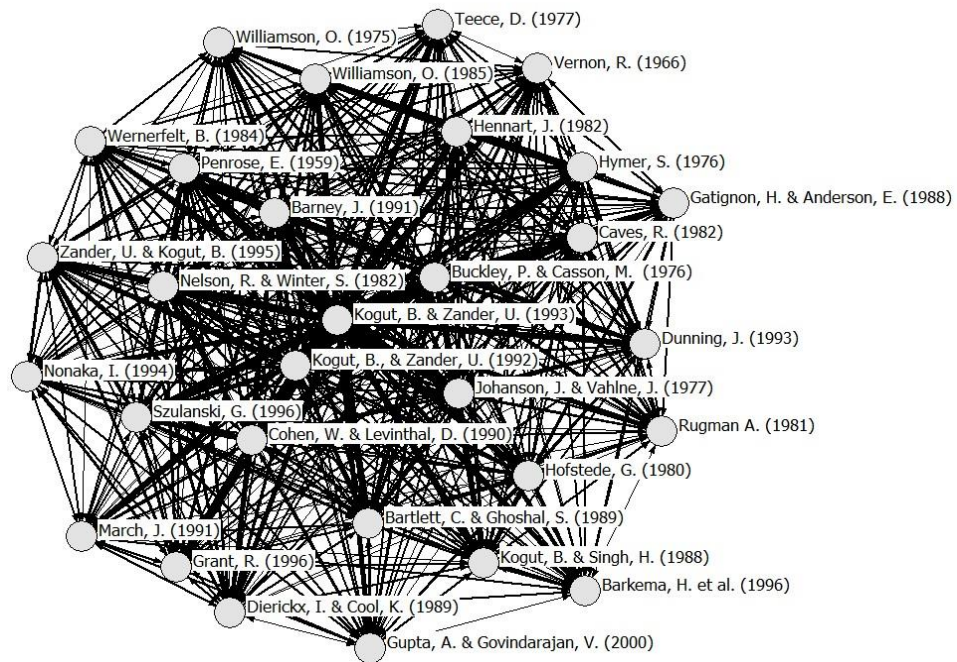 Teece, D. (1977)
Williamson, O. (1975)
Vernon, R. (1966)
Williamson, O. (1985)
Hennart, J. (1982)
Wernerfelt, B. (1984)
Penrose, E. (1959)
Hymer, S. (1976)
Gatignon, H. & Anderson, E. (1988)
Barney, J. (1991)
Caves, R. (1982)
Zander, U. & Kogut, B. (1995)
Buckley, P. & Casson, M. (1976)
Nelson, R. & Winter, S. (1982)
Kogut, B. & Zander, U. (1993)
Dunning, J. (1993)
Kogut, B., & Zander, U. (1992)
Nonaka, I. (1994)
Johanson, J. & Vahlne, J. (1977)
Szulanski, G. (1996)
Rugman A. (1981)
Cohen, W. & Levinthal, D. (1990)
Hofstede, G. (1980)
Bartlett, C. & Ghoshal, S. (1989)
March, J. (1991)
Kogut, B. & Singh, H. (1988)
Grant, R. (1996)
Barkema, H. et al. (1996)
Dierickx, I. & Cool, K. (1989)
Gupta, A. & Govindarajan, V. (2000)